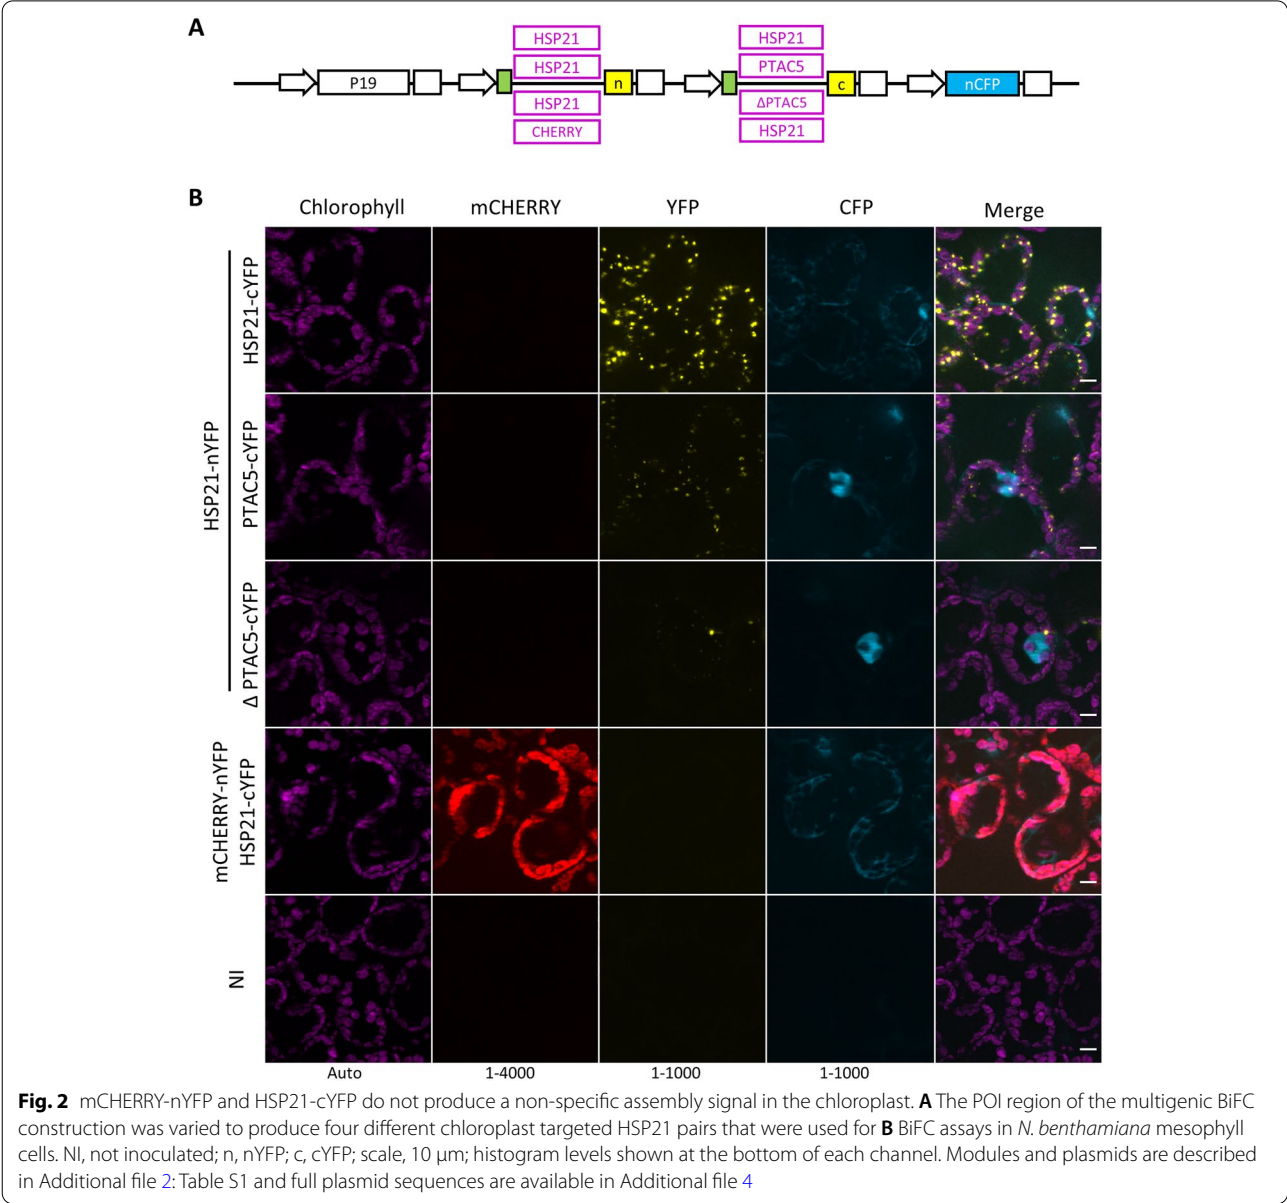 A
HSP21
HSP21
HSP21
PTAC5
P19
n
c
nCFP
HSP21
ΔPTAC5
CHERRY
HSP21
B
Chlorophyll
mCHERRY
YFP
CFP
Merge
HSP21-nYFP
HSP21-cYFP
PTAC5-cYFP
Δ PTAC5-cYFP
mCHERRY-nYFP
HSP21-cYFP
NI
Auto
1-4000
1-1000
1-1000
Fig. 2 mCHERRY-nYFP and HSP21-cYFP do not produce a non-specific assembly signal in the chloroplast. A The POI region of the multigenic BiFC
construction was varied to produce four different chloroplast targeted HSP21 pairs that were used for B BiFC assays in N. benthamiana mesophyll
cells. NI, not inoculated; n, nYFP; c, cYFP; scale, 10 μm; histogram levels shown at the bottom of each channel. Modules and plasmids are described
in Additional file 2: Table S1 and full plasmid sequences are available in Additional file 4